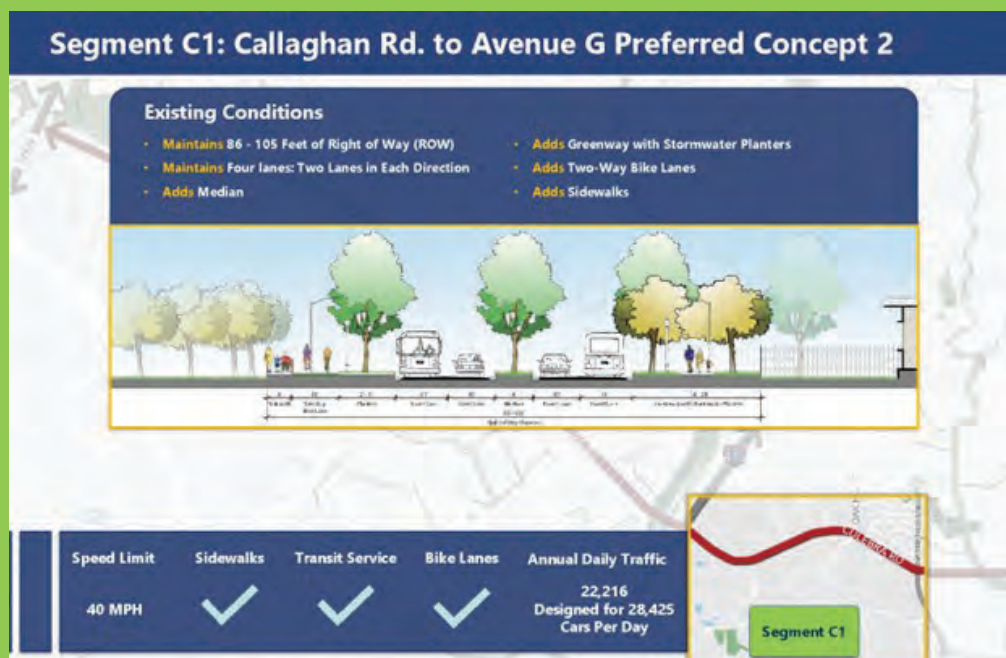 Segment C1: Callaghan Rd. to Avenue G Preferred Concept 2
Existing Conditions
• Maintains 86 - 105 Feet of Right of Way (ROW)
• Maintains Four lanes: Two Lanes in Each Direction
• Adds Median
• Adds Greenway with Stormwater Planters
• Adds Two-Way Bike Lanes
• Adds Sidewalks
Speed Limit
40 MPH
Sidewalks
Transit Service
Bike Lanes
Annual Daily Traffic
22,216
Designed for 28,425
Cars Per Day
CULEBRA RD
Segment C1